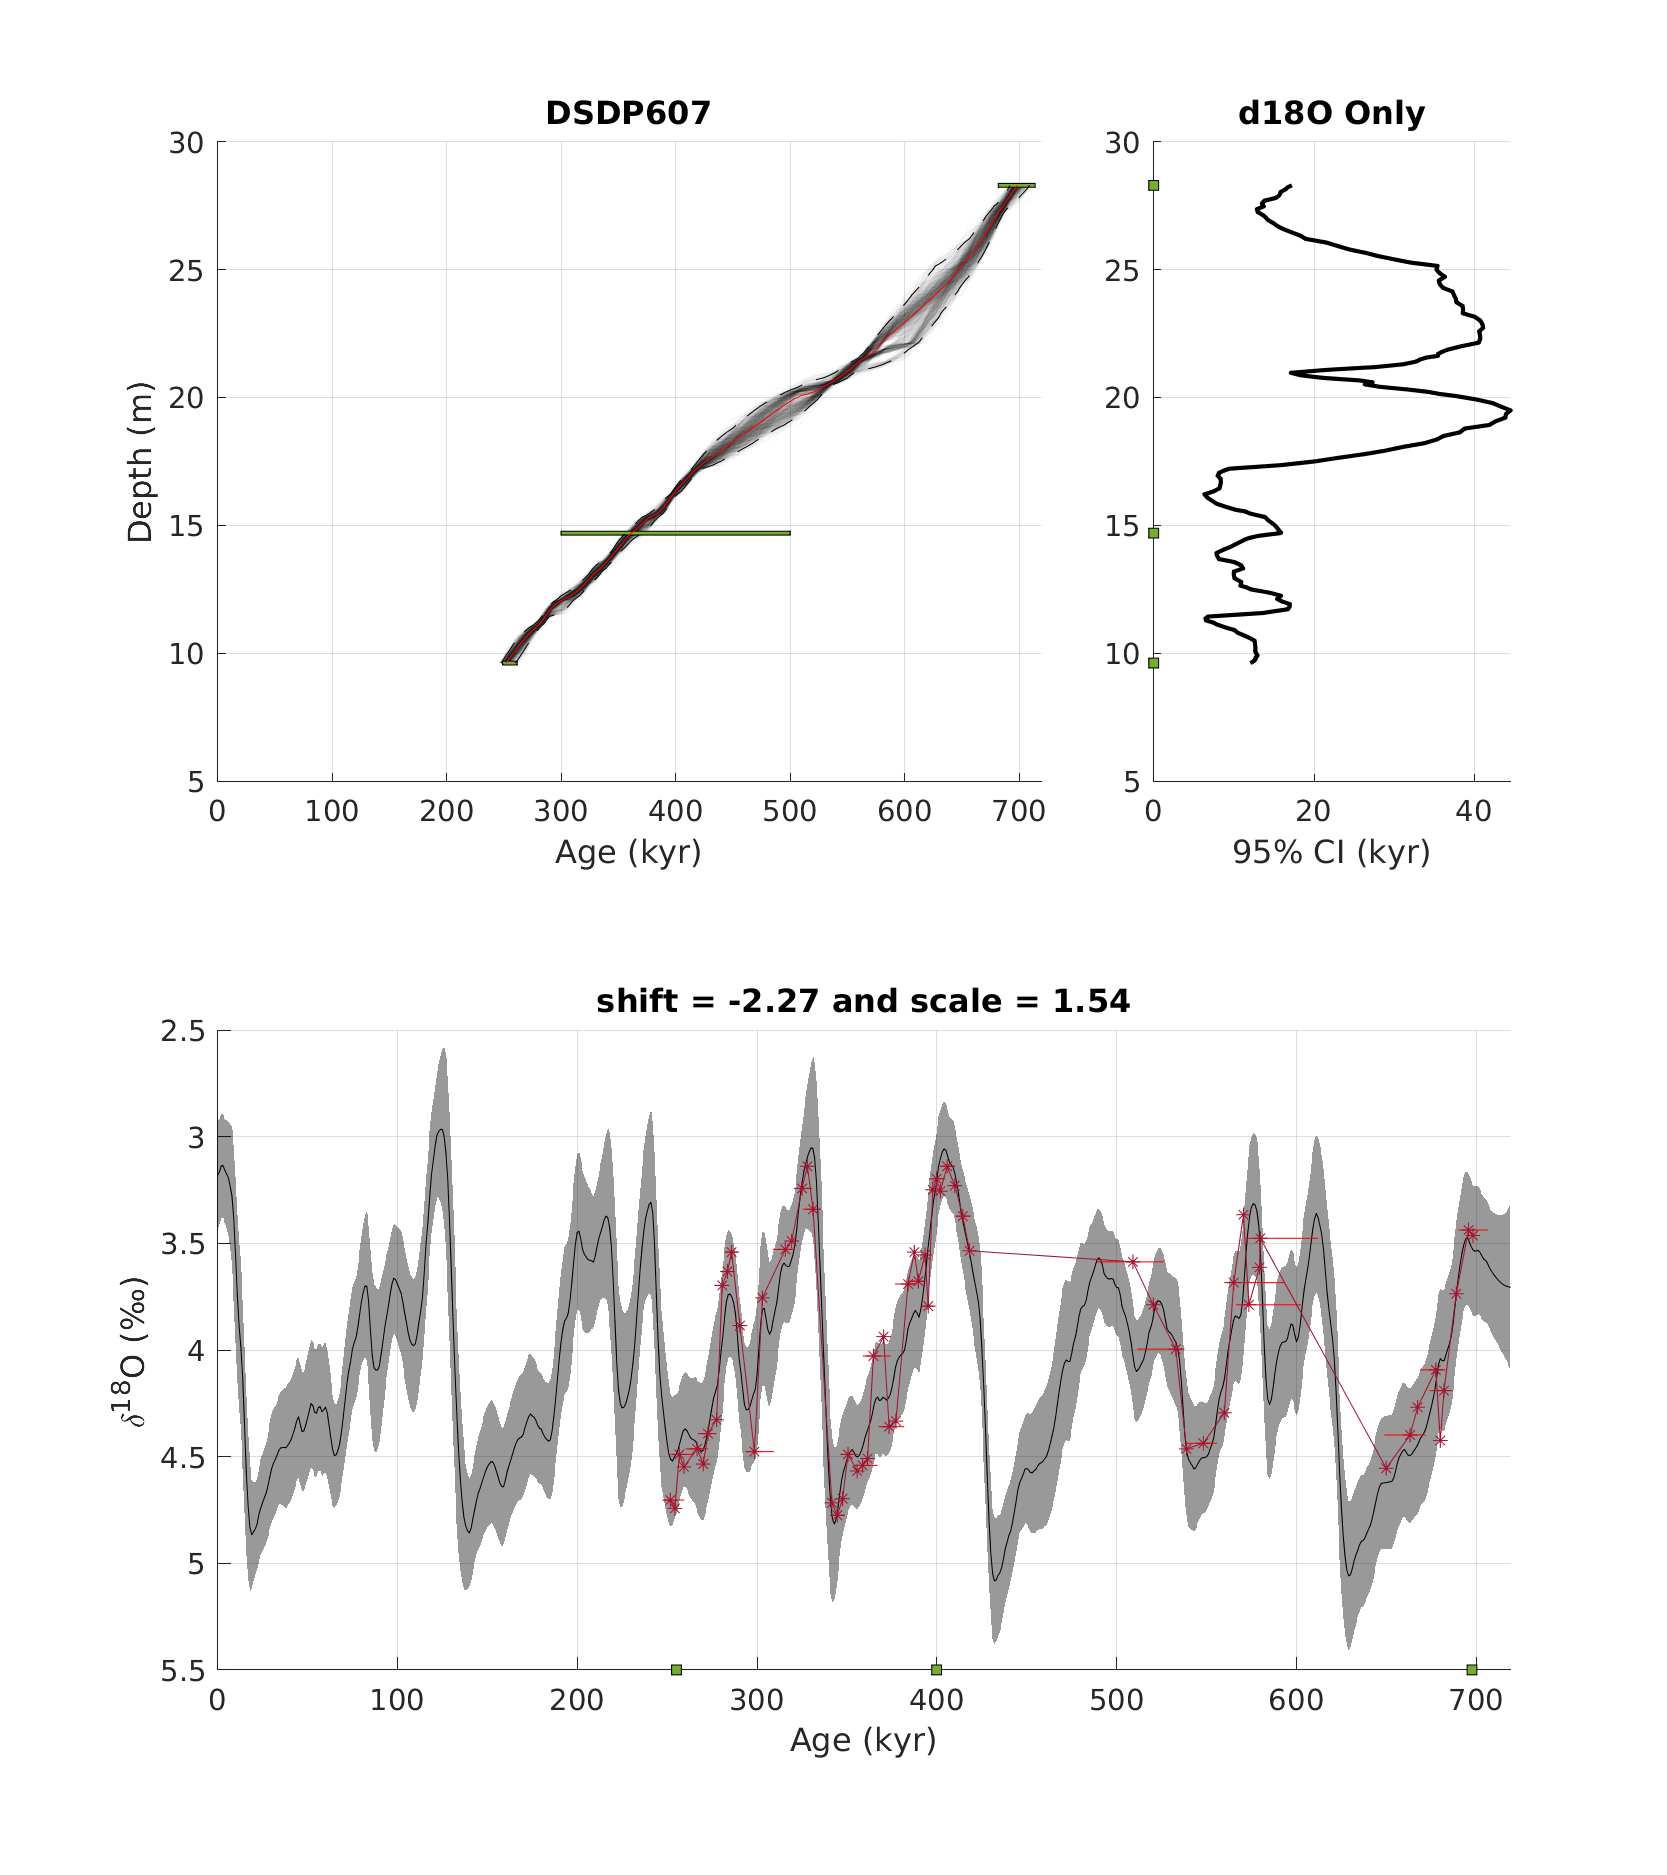 DSDP607
d18O Only
30
25
20
15
10
5
Depth (m)
0 100 200 300 400 500 600 700
Age (kyr)
30
25
20
15
10
5
0 20 40
95% CI (kyr)
shift = -2.27 and scale = 1.54
2.5
3
3.5
4
4.5
5
5.5
δ18O (‰)
0 100 200 300 400 500 600 700
Age (kyr)